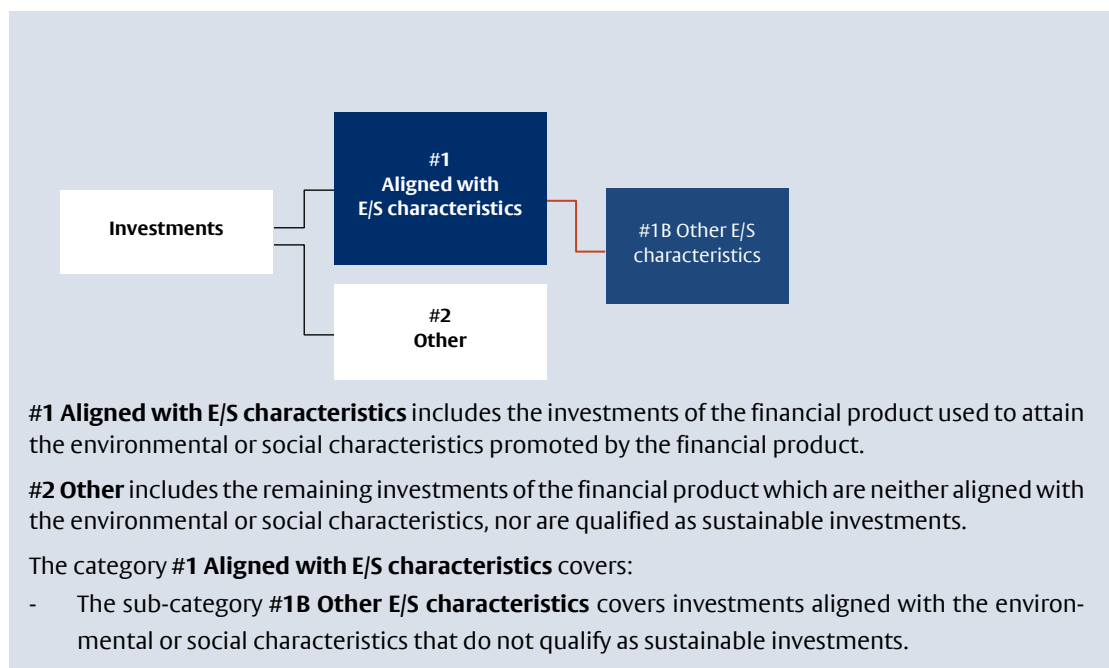 #1
Aligned with
E/S characteristics
Investments
#1B Other E/S
characteristics
#2
Other
#1 Aligned with E/S characteristics includes the investments of the financial product used to attain
the environmental or social characteristics promoted by the financial product.
#2 Other includes the remaining investments of the financial product which are neither aligned with
the environmental or social characteristics, nor are qualified as sustainable investments.
The category #1 Aligned with E/S characteristics covers:
- The sub-category #1B Other E/S characteristics covers investments aligned with the environ-
mental or social characteristics that do not qualify as sustainable investments.